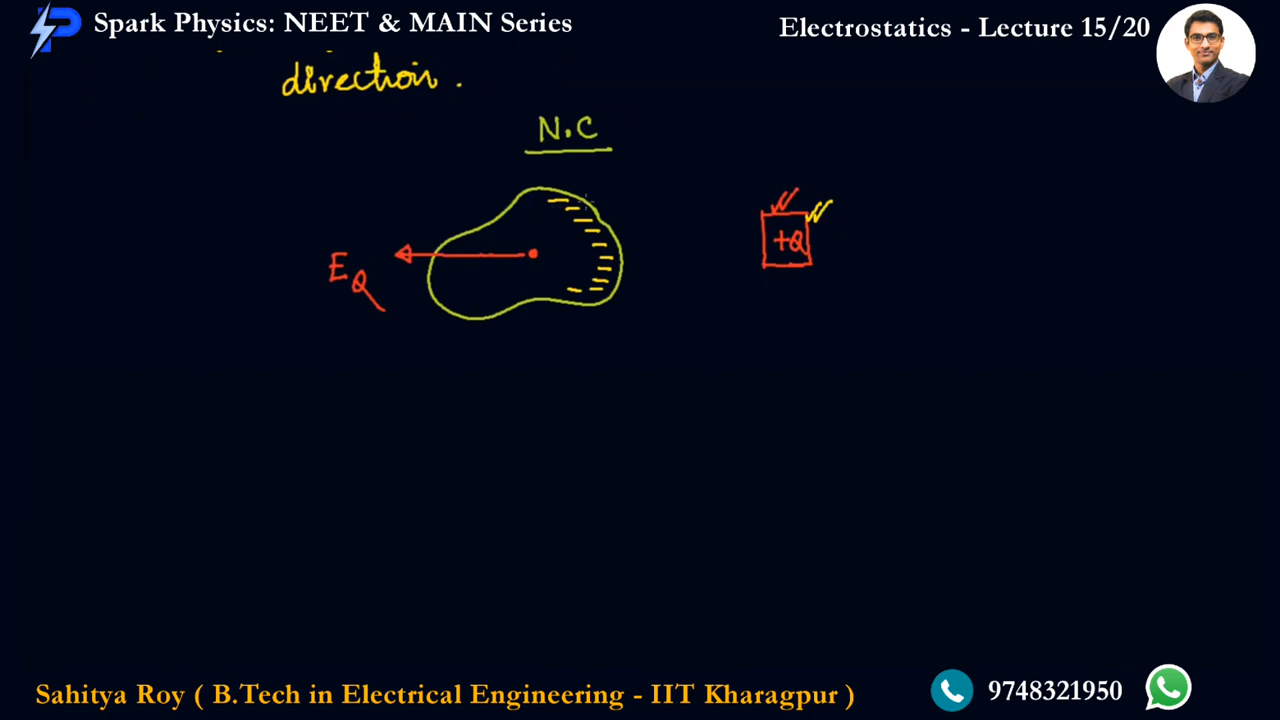 Spark Physics: NEET & MAIN Series
Electrostatics - Lecture 15/20
direction.
N.C
+Q
E_Q
Sahitya Roy ( B.Tech in Electrical Engineering - IIT Kharagpur )
9748321950